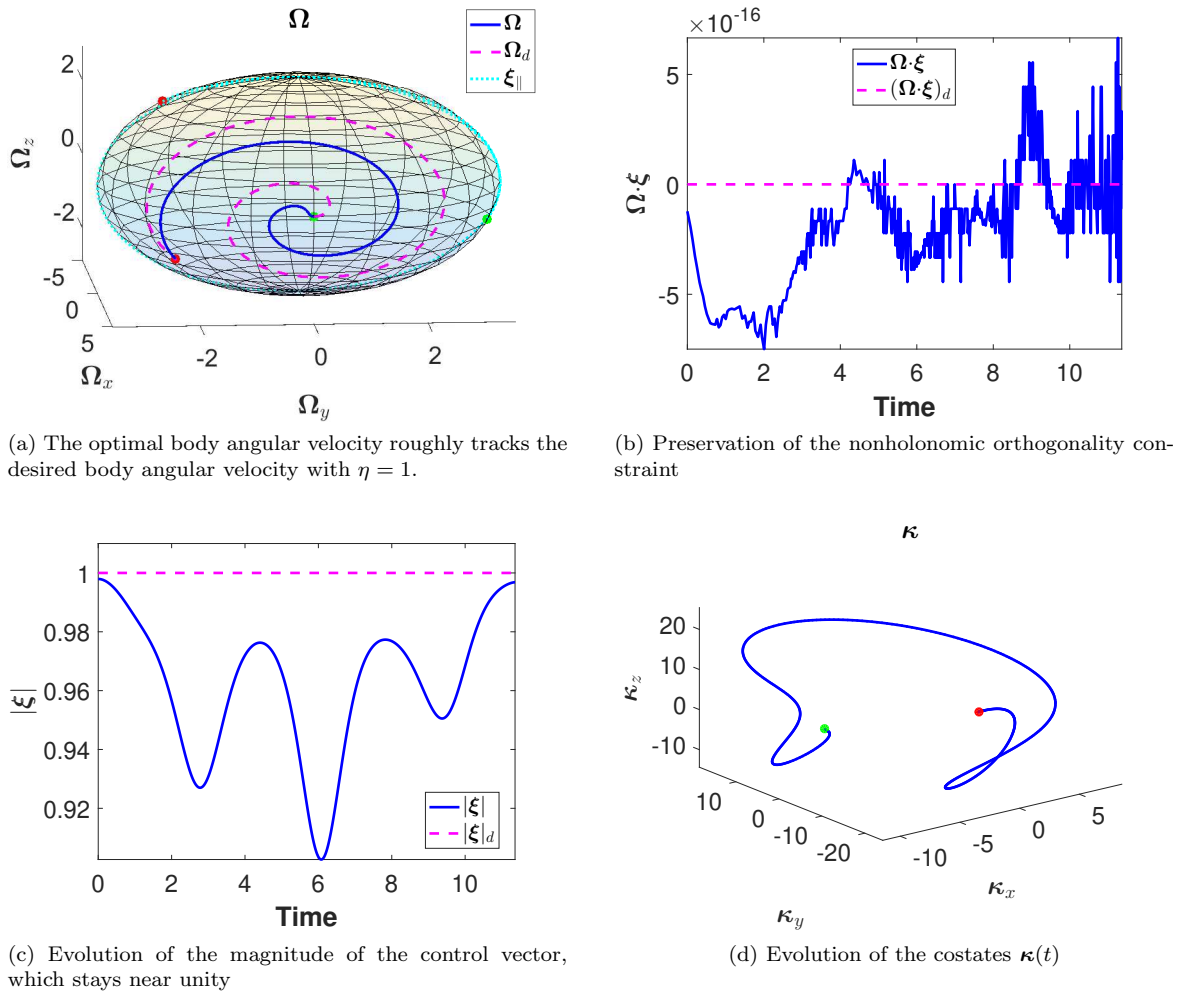 Ω
Ω
Ω_d
ξ_∥
2
0
-2
Ω_z
-5
0
5
Ω_x
-2
0
2
Ω_y
(a) The optimal body angular velocity roughly tracks the
desired body angular velocity with η = 1.
×10^-16
Ω·ξ
(Ω·ξ)_d
5
0
-5
Ω·ξ
0 2 4 6 8 10
Time
(b) Preservation of the nonholonomic orthogonality con-
straint
1
0.98
0.96
0.94
0.92
|ξ|
|ξ|
|ξ|_d
0 2 4 6 8 10
Time
(c) Evolution of the magnitude of the control vector,
which stays near unity
κ
20
10
0
-10
κ_z
10 0 -10 -20
κ_y
-10 -5 0 5
κ_x
(d) Evolution of the costates κ(t)